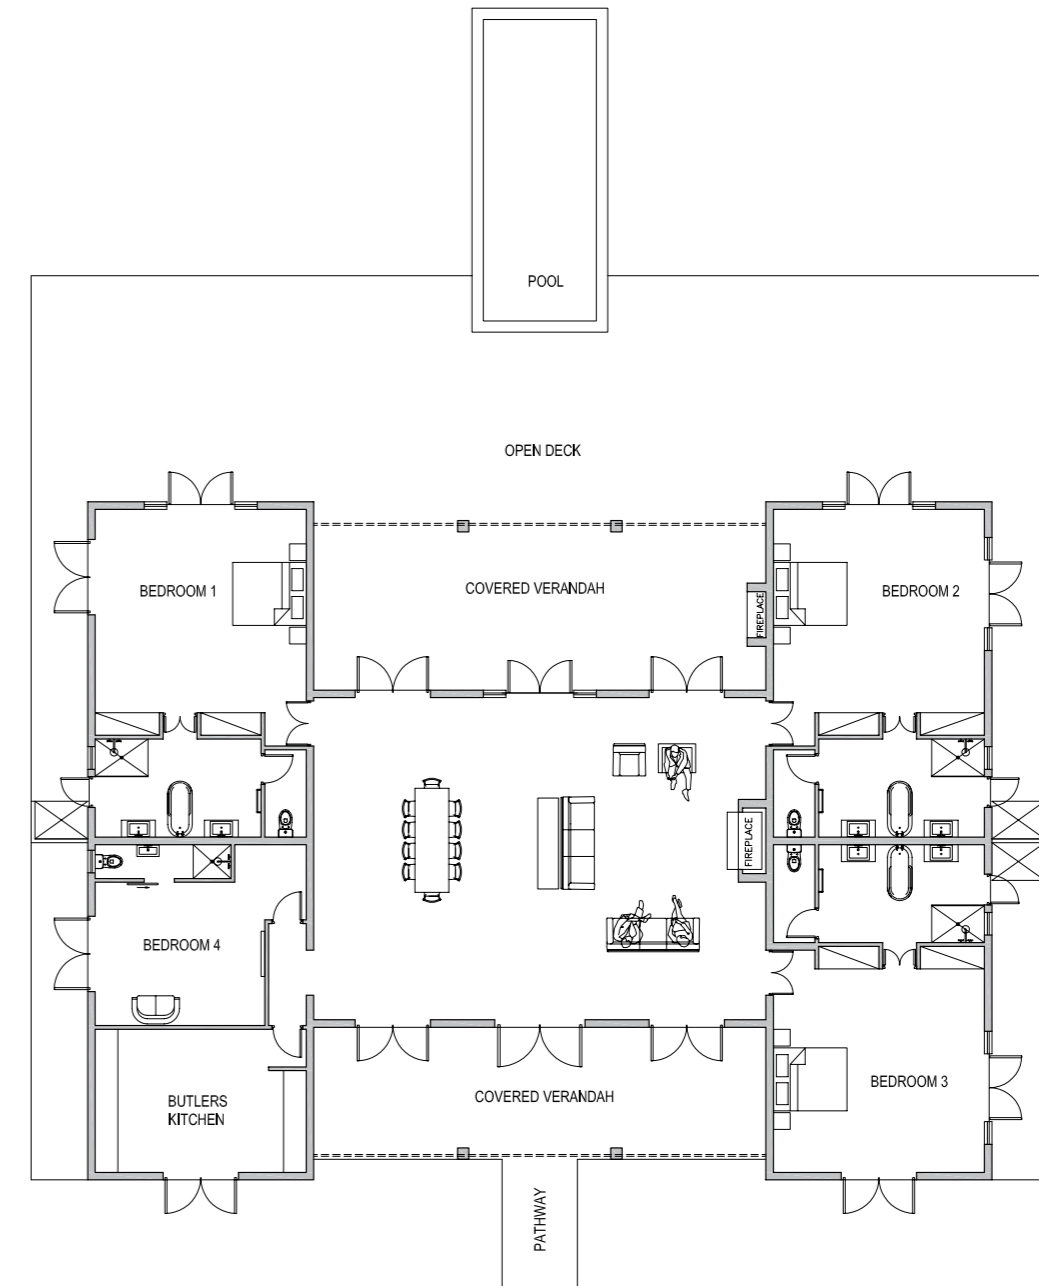 POOL
OPEN DECK
BEDROOM 1
COVERED VERANDAH
FIREPLACE
BEDROOM 2
FIREPLACE
BEDROOM 4
BUTLERS
KITCHEN
COVERED VERANDAH
BEDROOM 3
PATHWAY